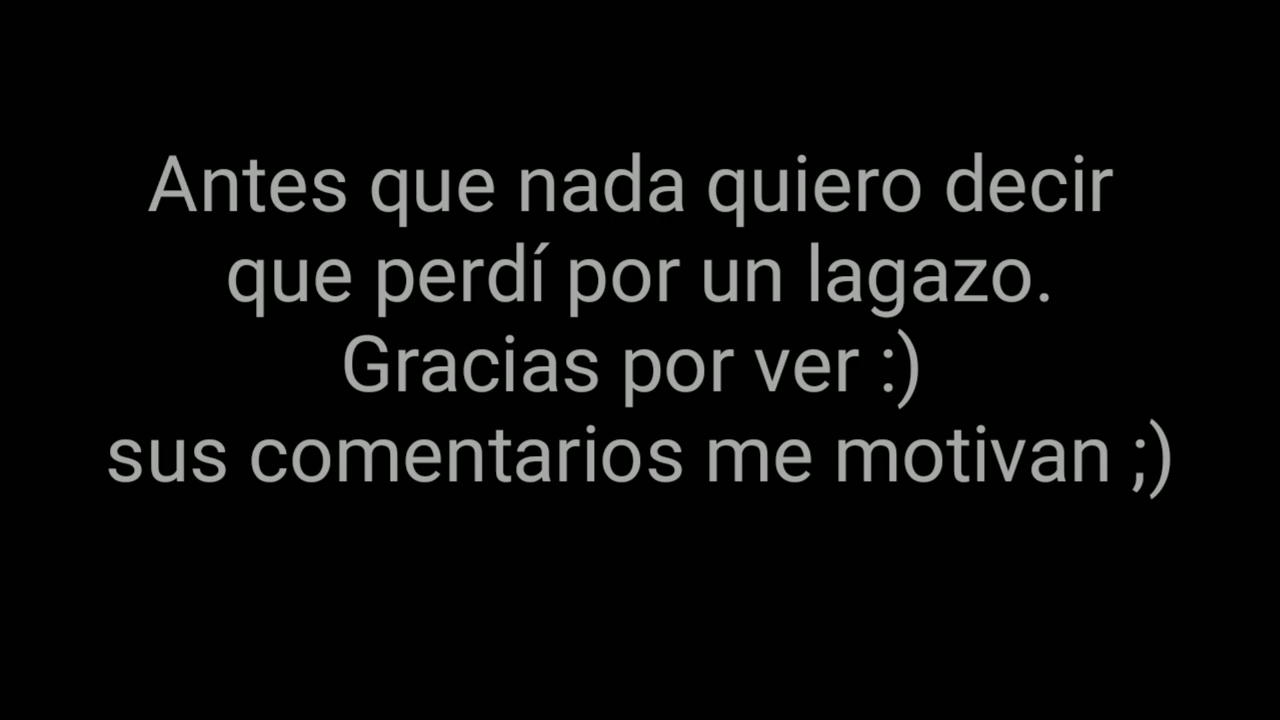 Antes que nada quiero decir
que perdí por un lagazo.
Gracias por ver :)
sus comentarios me motivan ;)